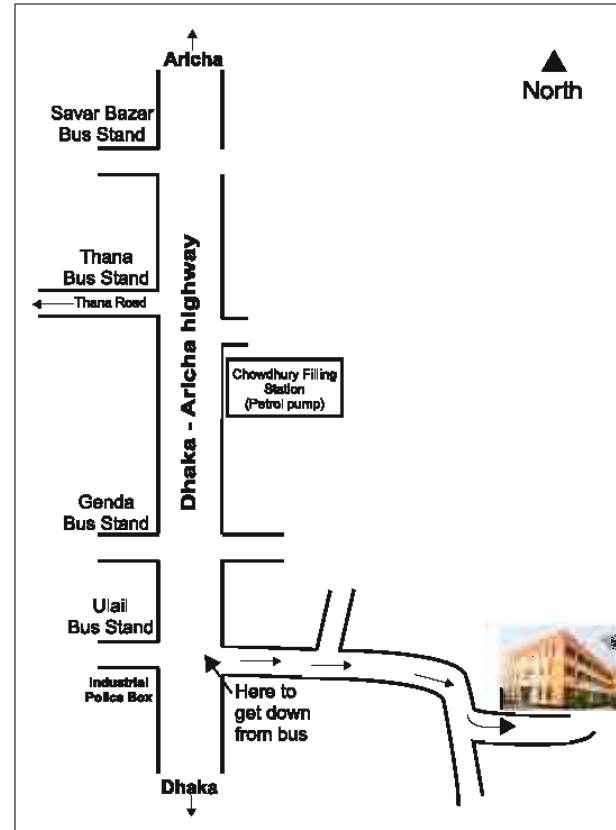 Aricha
North
Savar Bazar
Bus Stand
Thana
Bus Stand
Thana Road
Dhaka - Aricha highway
Chowdhury Filling
Station
(Petrol pump)
Genda
Bus Stand
Ulail
Bus Stand
Industrial
Police Box
Here to
get down
from bus
Dhaka